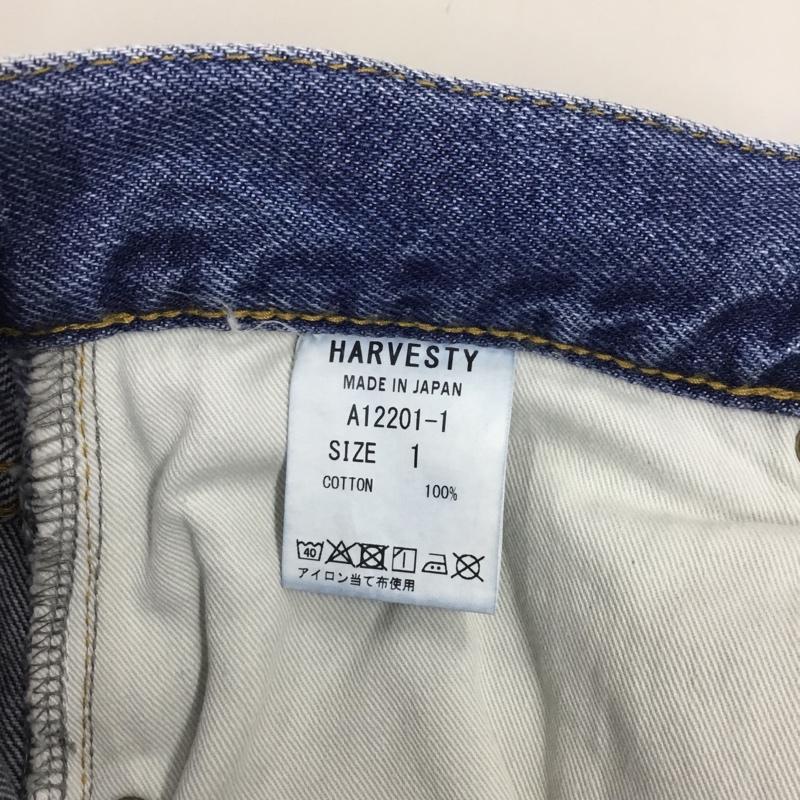 HARVESTY
MADE IN JAPAN
A12201-1
SIZE 1
COTTON 100%
40
アイロン当て布使用